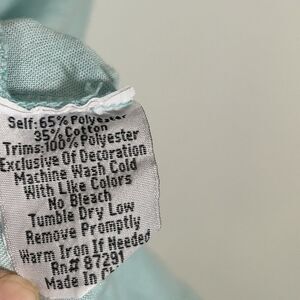 Self:65% Polyester
35% Cotton
Trims:100% Polyester
Exclusive Of Decoration
Machine Wash Cold
With Like Colors
No Bleach
Tumble Dry Low
Remove Promptly
Warm Iron If Needed
Rn# 87291
Made In